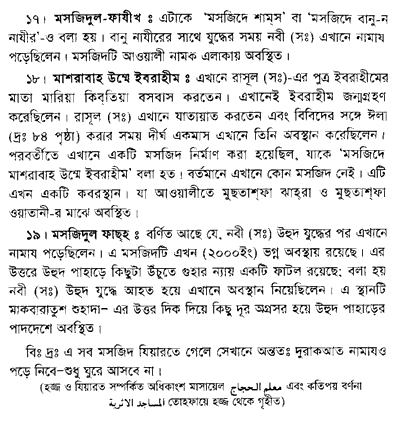 ১৭। মসজিদুল-ফাযীখ ঃ এটাকে ‘মসজিদে শাম্স’ বা ‘মসজিদে বানু-ন
নাযীর’-ও বলা হয়। বানু নাযীরের সাথে যুদ্ধের সময় নবী (সঃ) এখানে নামায
পড়েছিলেন। মসজিদটি আওয়ালী নামক এলাকায় অবস্থিত।
১৮। মাশরাবাহ্ উম্মে ইবরাহীম ঃ এখানে রাসূল (সঃ)-এর পুত্র ইবরাহীমের
মাতা মারিয়া কিব্‌তিয়া বসবাস করতেন। এখানেই ইবরাহীম জন্মগ্রহণ
করেছিলেন। রাসূল (সঃ) এখানে যাতায়াত করতেন এবং বিবিদের সঙ্গে ঈলা
(দ্রঃ ৮৪ পৃষ্ঠা) করার সময় দীর্ঘ একমাস এখানে তিনি অবস্থান করেছিলেন।
পরবর্তীতে এখানে একটি মসজিদ নির্মাণ করা হয়েছিল, যাকে ‘মসজিদে
মাশরাবাহ্ উম্মে ইবরাহীম’ বলা হত। বর্তমানে এখানে কোন মসজিদ নেই। এটি
এখন একটি কবরস্থান। যা আওয়ালীতে মুছতাশ্‌ফা ঝাহ্‌রা ও মুছতাশ্‌ফা
ওয়াতানী-র মাঝে অবস্থিত।
১৯। মসজিদুল ফাছ্‌হ ঃ বর্ণিত আছে যে, নবী (সঃ) উহুদ যুদ্ধের পর এখানে
নামায পড়েছিলেন। এ মসজিদটি এখন (২০০০ইং) ভগ্ন অবস্থায় রয়েছে। এর
উত্তরে উহুদ পাহাড়ে কিছুটা উঁচুতে গুহার ন্যায় একটি ফাটল রয়েছে; বলা হয়
নবী (সঃ) উহুদ যুদ্ধে আহত হয়ে এখানে অবস্থান নিয়েছিলেন। এ স্থানটি
মাকবারাতুশ শুহাদা– এর উত্তর দিক দিয়ে কিছু দূর অগ্রসর হয়ে উহুদ পাহাড়ের
পাদদেশে অবস্থিত।
বিঃ দ্রঃ এ সব মসজিদ যিয়ারতে গেলে সেখানে অন্ততঃ দুরাকআত নামাযও
পড়ে নিবে–শুধু ঘুরে আসবে না।
(হজ্জ ও যিয়ারত সম্পর্কিত অধিকাংশ মাসায়েল معلم الحجاج এবং কতিপয় বর্ণনা
المساجد الاثرية তোহফায়ে হজ্জ থেকে গৃহীত)